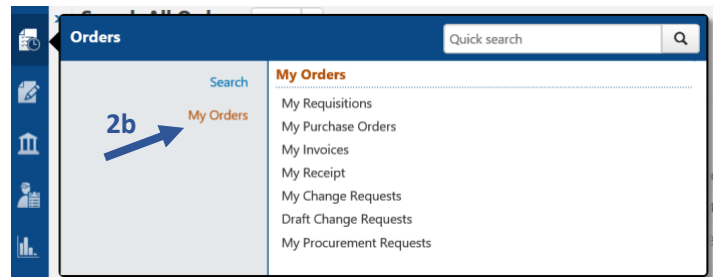 Orders
Quick search
Search
My Orders
2b
My Orders
My Requisitions
My Purchase Orders
My Invoices
My Receipt
My Change Requests
Draft Change Requests
My Procurement Requests